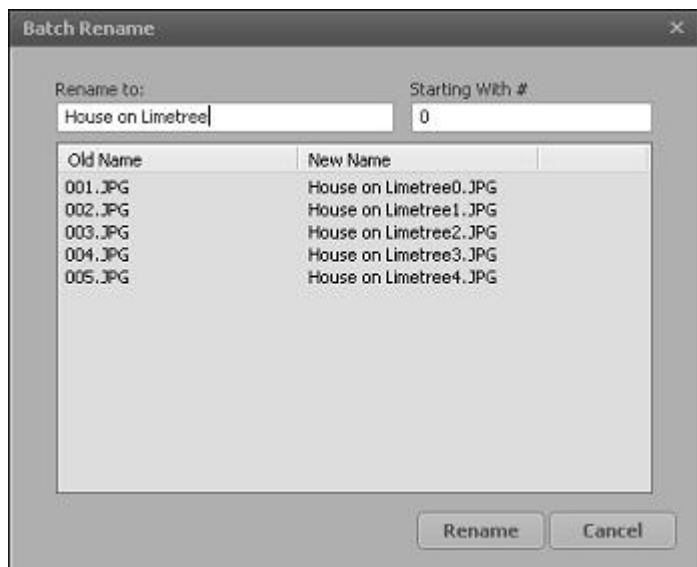 Batch Rename
Rename to: Starting With #
House on Limetree 0
Old Name New Name
001.JPG House on Limetree0.JPG
002.JPG House on Limetree1.JPG
003.JPG House on Limetree2.JPG
004.JPG House on Limetree3.JPG
005.JPG House on Limetree4.JPG
Rename Cancel